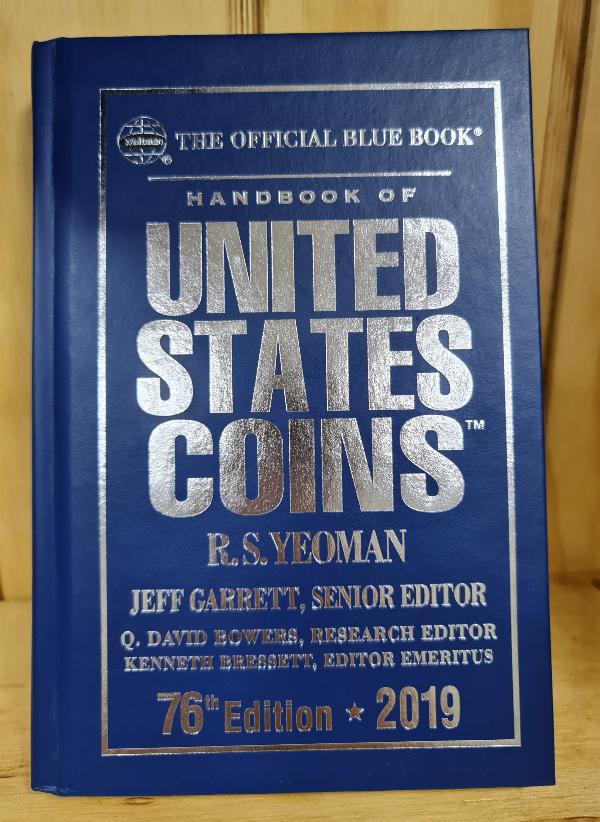 Whitman®
THE OFFICIAL BLUE BOOK®
HANDBOOK OF
UNITED
STATES
COINS™
R.S. YEOMAN
JEFF GARRETT, SENIOR EDITOR
Q. DAVID BOWERS, RESEARCH EDITOR
KENNETH BRESSETT, EDITOR EMERITUS
76th Edition ★ 2019